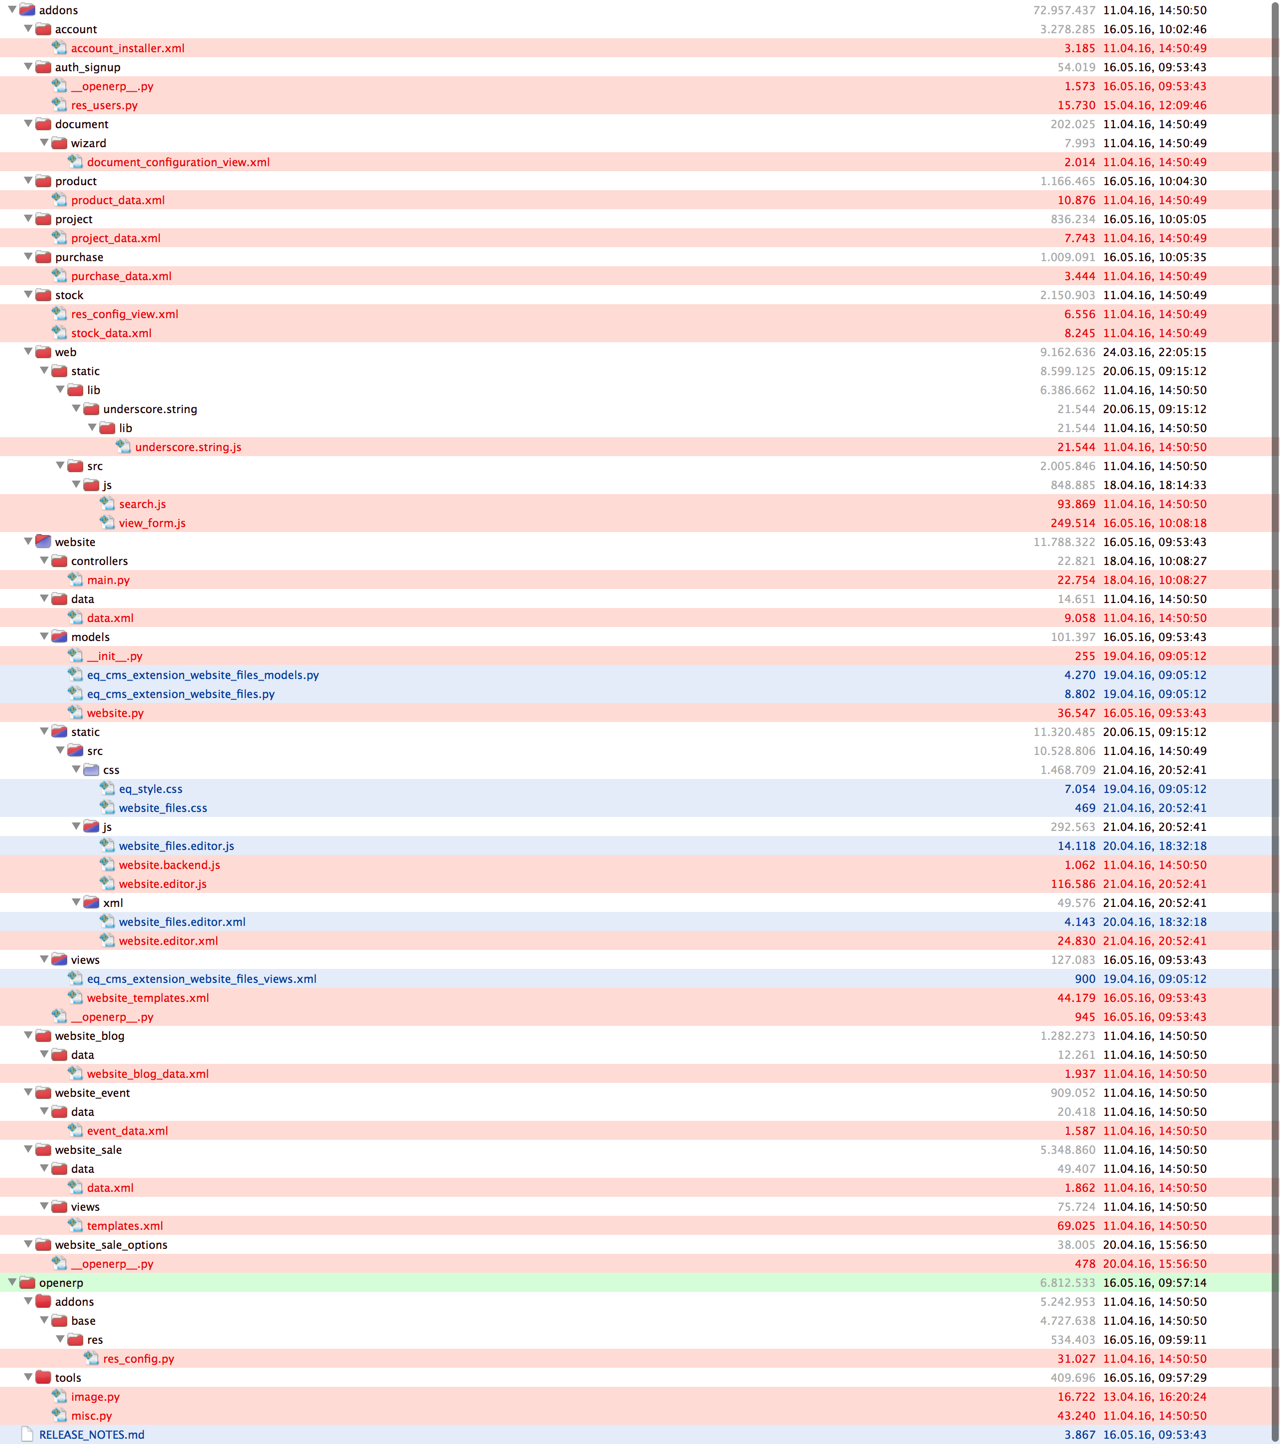 addons 72.957.437 11.04.16, 14:50:50
account 3.278.285 16.05.16, 10:02:46
account_installer.xml 3.185 11.04.16, 14:50:49
auth_signup 54.019 16.05.16, 09:53:43
__openerp__.py 1.573 16.05.16, 09:53:43
res_users.py 15.730 15.04.16, 12:09:46
document 202.025 11.04.16, 14:50:49
wizard 7.993 11.04.16, 14:50:49
document_configuration_view.xml 2.014 11.04.16, 14:50:49
product 1.166.465 16.05.16, 10:04:30
product_data.xml 10.876 11.04.16, 14:50:49
project 836.234 16.05.16, 10:05:05
project_data.xml 7.743 11.04.16, 14:50:49
purchase 1.009.091 16.05.16, 10:05:35
purchase_data.xml 3.444 11.04.16, 14:50:49
stock 2.150.903 11.04.16, 14:50:49
res_config_view.xml 6.556 11.04.16, 14:50:49
stock_data.xml 8.245 11.04.16, 14:50:49
web 9.162.636 24.03.16, 22:05:15
static 8.599.125 20.06.15, 09:15:12
lib 6.386.662 11.04.16, 14:50:50
underscore.string 21.544 20.06.15, 09:15:12
lib 21.544 11.04.16, 14:50:50
underscore.string.js 21.544 11.04.16, 14:50:50
src 2.005.846 11.04.16, 14:50:50
js 848.885 18.04.16, 18:14:33
search.js 93.869 11.04.16, 14:50:50
view_form.js 249.514 16.05.16, 10:08:18
website 11.788.322 16.05.16, 09:53:43
controllers 22.821 18.04.16, 10:08:27
main.py 22.754 18.04.16, 10:08:27
data 14.651 11.04.16, 14:50:50
data.xml 9.058 11.04.16, 14:50:50
models 101.397 16.05.16, 09:53:43
__init__.py 255 19.04.16, 09:05:12
eq_cms_extension_website_files_models.py 4.270 19.04.16, 09:05:12
eq_cms_extension_website_files.py 8.802 19.04.16, 09:05:12
website.py 36.547 16.05.16, 09:53:43
static 11.320.485 20.06.15, 09:15:12
src 10.528.806 11.04.16, 14:50:49
css 1.468.709 21.04.16, 20:52:41
eq_style.css 7.054 19.04.16, 09:05:12
website_files.css 469 21.04.16, 20:52:41
js 292.563 21.04.16, 20:52:41
website_files.editor.js 14.118 20.04.16, 18:32:18
website.backend.js 1.062 11.04.16, 14:50:50
website.editor.js 116.586 21.04.16, 20:52:41
xml 49.576 21.04.16, 20:52:41
website_files.editor.xml 4.143 20.04.16, 18:32:18
website.editor.xml 24.830 21.04.16, 20:52:41
views 127.083 16.05.16, 09:53:43
eq_cms_extension_website_files_views.xml 900 19.04.16, 09:05:12
website_templates.xml 44.179 16.05.16, 09:53:43
__openerp__.py 945 16.05.16, 09:53:43
website_blog 1.282.273 11.04.16, 14:50:50
data 12.261 11.04.16, 14:50:50
website_blog_data.xml 1.937 11.04.16, 14:50:50
website_event 909.052 11.04.16, 14:50:50
data 20.418 11.04.16, 14:50:50
event_data.xml 1.587 11.04.16, 14:50:50
website_sale 5.348.860 11.04.16, 14:50:50
data 49.407 11.04.16, 14:50:50
data.xml 1.862 11.04.16, 14:50:50
views 75.724 11.04.16, 14:50:50
templates.xml 69.025 11.04.16, 14:50:50
website_sale_options 38.005 20.04.16, 15:56:50
__openerp__.py 478 20.04.16, 15:56:50
openerp 6.812.533 16.05.16, 09:57:14
addons 5.242.953 11.04.16, 14:50:50
base 4.727.638 11.04.16, 14:50:50
res 534.403 16.05.16, 09:59:11
res_config.py 31.027 11.04.16, 14:50:50
tools 409.696 16.05.16, 09:57:29
image.py 16.722 13.04.16, 16:20:24
misc.py 43.240 11.04.16, 14:50:50
RELEASE_NOTES.md 3.867 16.05.16, 09:53:43